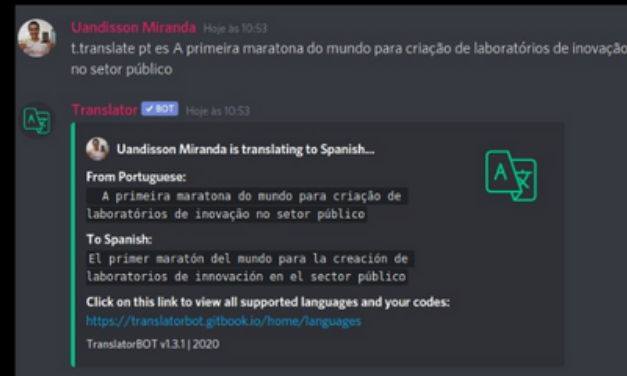 Uandisson Miranda Hoje às 10:53
t.translate pt es A primeira maratona do mundo para criação de laboratórios de inovação
no setor público
Translator ✓ BOT Hoje às 10:53
Uandisson Miranda is translating to Spanish...
From Portuguese:
A primeira maratona do mundo para criação de
laboratórios de inovação no setor público
To Spanish:
El primer maratón del mundo para la creación de
laboratorios de innovación en el sector público
Click on this link to view all supported languages and your codes:
https://translatorbot.gitbook.io/home/languages
TranslatorBOT v1.3.1 | 2020